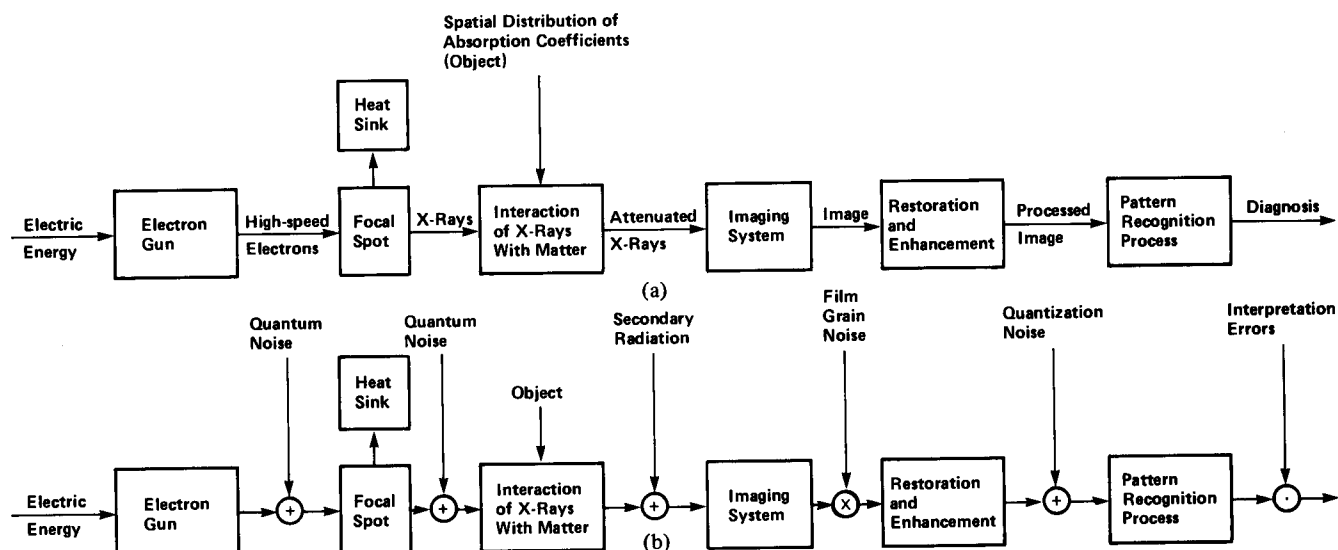 Spatial Distribution of
Absorption Coefficients
(Object)
Heat
Sink
Electric
Energy
Electron
Gun
High-speed
Electrons
Focal
Spot
X-Rays
Interaction
of X-Rays
With Matter
Attenuated
X-Rays
Imaging
System
Image
Restoration
and
Enhancement
Processed
Image
Pattern
Recognition
Process
Diagnosis
(a)
Quantum
Noise
Heat
Sink
Quantum
Noise
Object
Secondary
Radiation
Film
Grain
Noise
Quantization
Noise
Interpretation
Errors
Electric
Energy
Electron
Gun
+
Focal
Spot
+
Interaction
of X-Rays
With Matter
+
Imaging
System
X
Restoration
and
Enhancement
+
Pattern
Recognition
Process
·
(b)